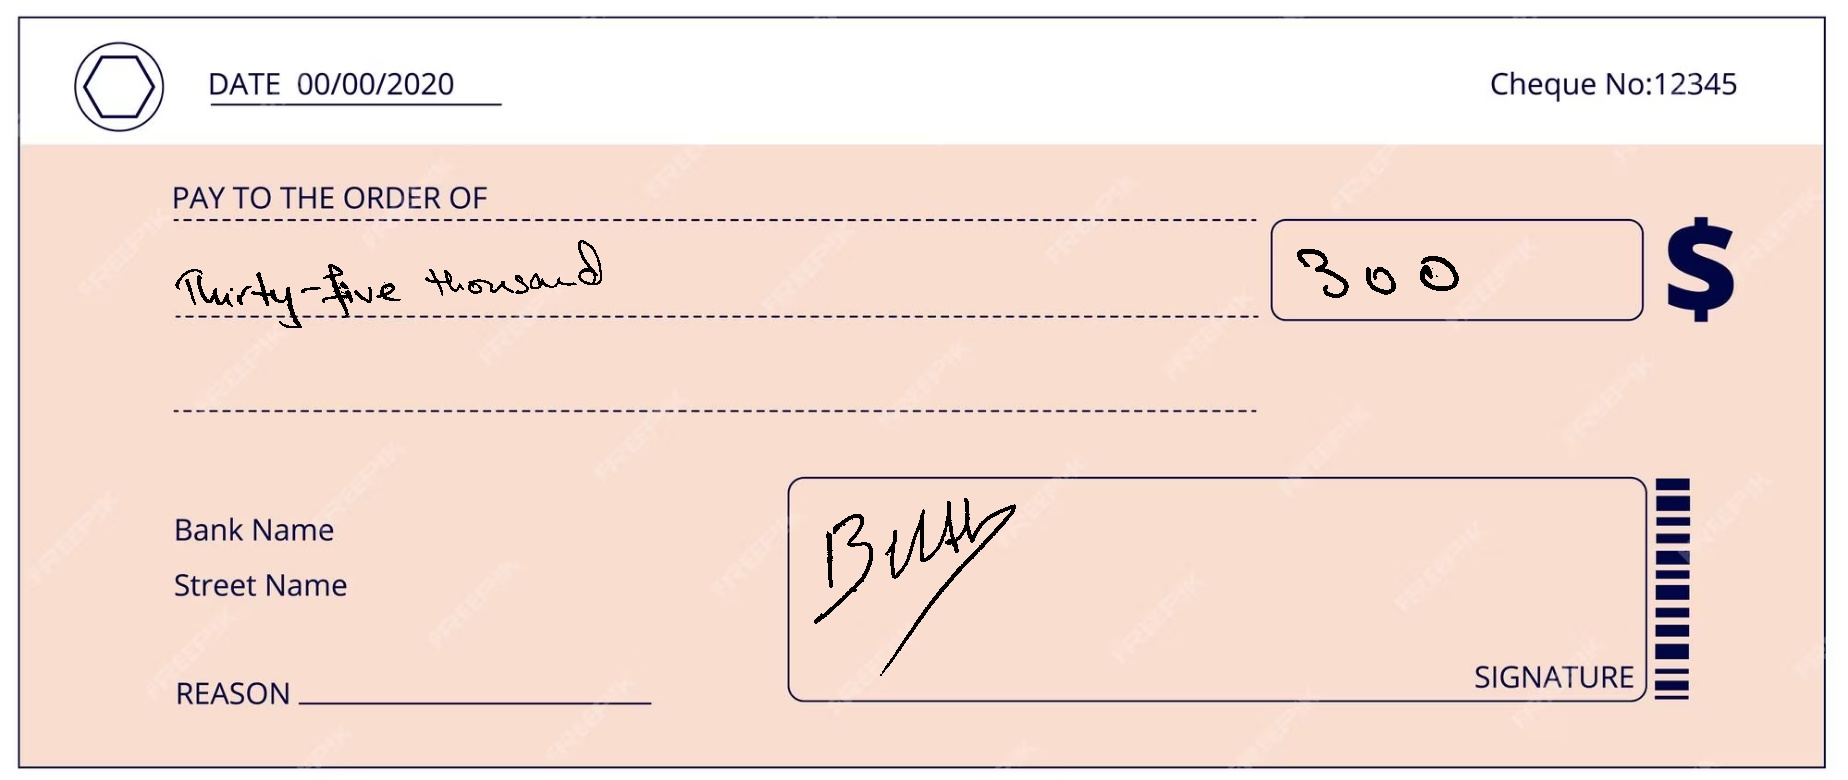 DATE 00/00/2020 Cheque No:12345
PAY TO THE ORDER OF
Thirty-five thousand 300 $
Bank Name
Street Name
REASON SIGNATURE